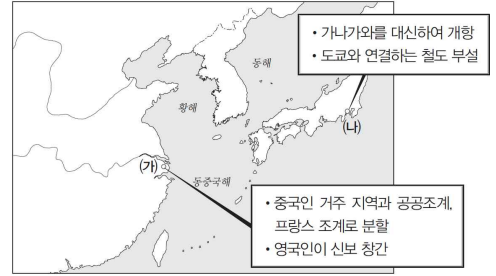 • 가나가와를 대신하여 개항
• 도쿄와 연결하는 철도 부설
동해
황해
(나)
(가)
동중국해
• 중국인 거주 지역과 공공조계,
프랑스 조계로 분할
• 영국인이 신보 창간